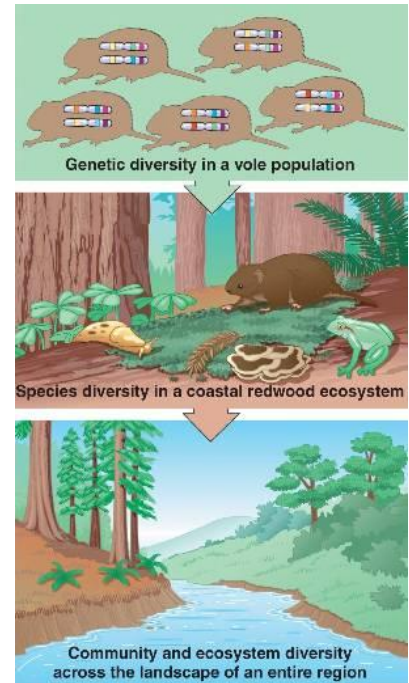 Genetic diversity in a vole population
Species diversity in a coastal redwood ecosystem
Community and ecosystem diversity
across the landscape of an entire region